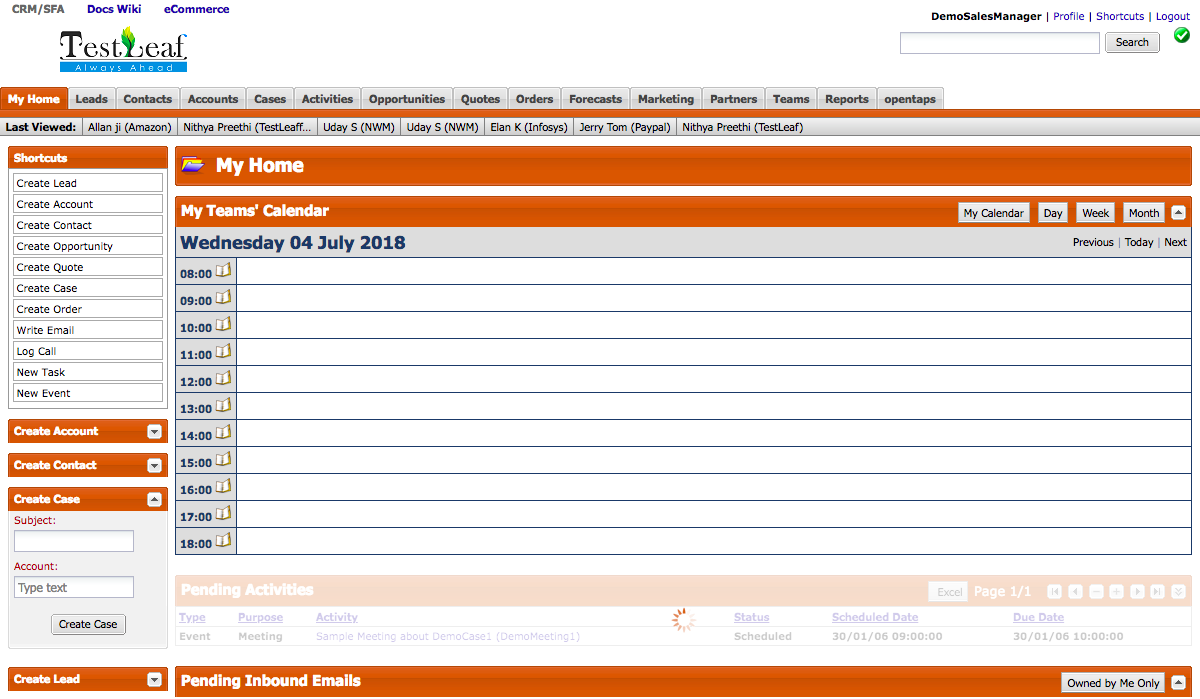 CRM/SFA Docs Wiki eCommerce
DemoSalesManager | Profile | Shortcuts | Logout
TestLeaf
Always Ahead
Search
My Home Leads Contacts Accounts Cases Activities Opportunities Quotes Orders Forecasts Marketing Partners Teams Reports opentaps
Last Viewed: Allan ji (Amazon) Nithya Preethi (TestLeaff... Uday S (NWM) Uday S (NWM) Elan K (Infosys) Jerry Tom (Paypal) Nithya Preethi (TestLeaf)
Shortcuts
Create Lead
Create Account
Create Contact
Create Opportunity
Create Quote
Create Case
Create Order
Write Email
Log Call
New Task
New Event
Create Account
Create Contact
Create Case
Subject:
Account:
Type text
Create Case
Create Lead
My Home
My Teams' Calendar My Calendar Day Week Month
Wednesday 04 July 2018 Previous | Today | Next
08:00
09:00
10:00
11:00
12:00
13:00
14:00
15:00
16:00
17:00
18:00
Pending Activities Excel Page 1/1
Type Purpose Activity Status Scheduled Date Due Date
Event Meeting Sample Meeting about DemoCase1 (DemoMeeting1) Scheduled 30/01/06 09:00:00 30/01/06 10:00:00
Pending Inbound Emails Owned by Me Only